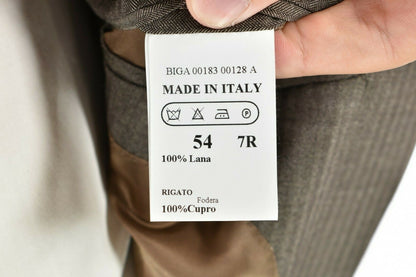 BIGA 00183 00128 A
MADE IN ITALY
P
54 7R
100% Lana
RIGATO
Fodera
100%Cupro